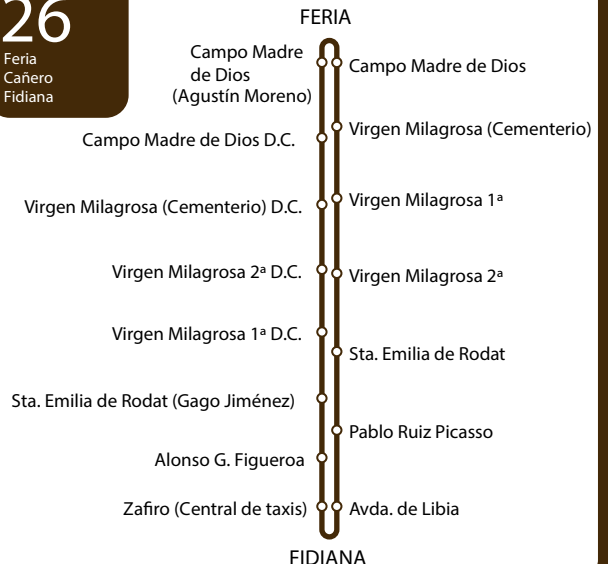 26
Feria
Cañero
Fidiana
FERIA
Campo Madre
de Dios
(Agustín Moreno)
Campo Madre de Dios
Campo Madre de Dios D.C.
Virgen Milagrosa (Cementerio)
Virgen Milagrosa (Cementerio) D.C.
Virgen Milagrosa 1ª
Virgen Milagrosa 2ª D.C.
Virgen Milagrosa 2ª
Virgen Milagrosa 1ª D.C.
Sta. Emilia de Rodat
Sta. Emilia de Rodat (Gago Jiménez)
Pablo Ruiz Picasso
Alonso G. Figueroa
Zafiro (Central de taxis)
Avda. de Libia
FIDIANA